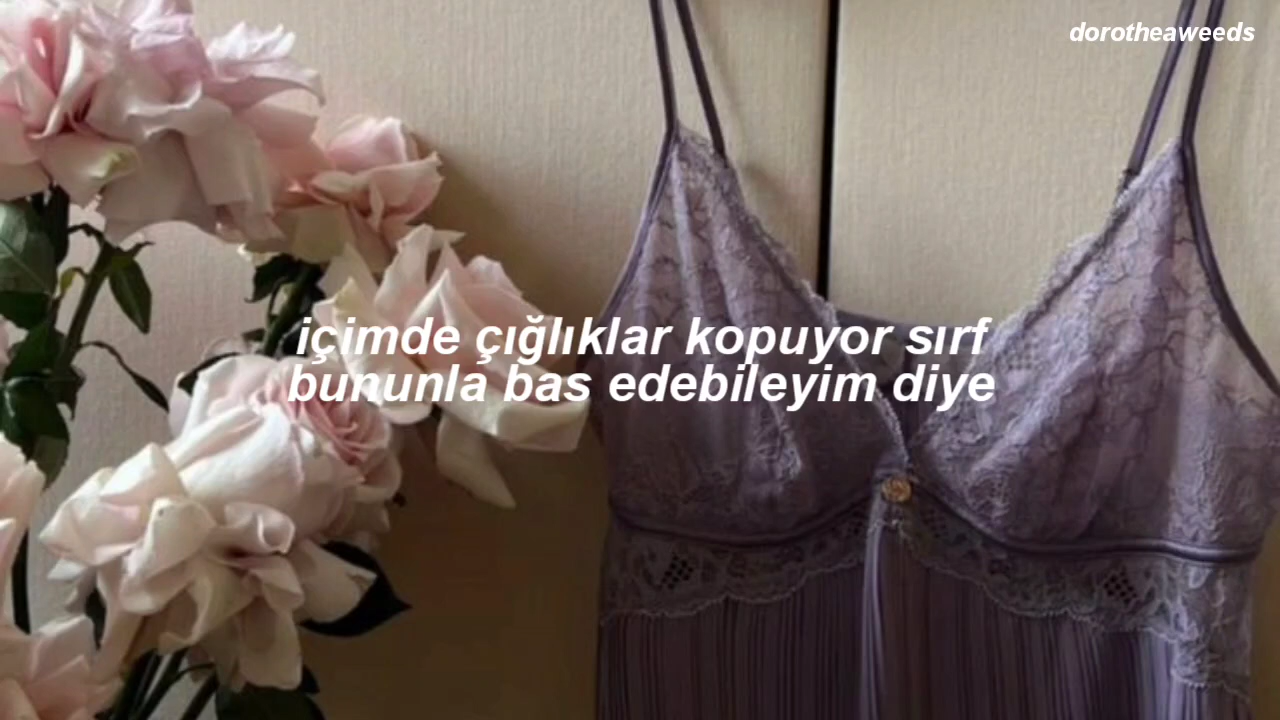 dorotheaweeds
içimde çığlıklar kopuyor sırf
bununla bas edebileyim diye